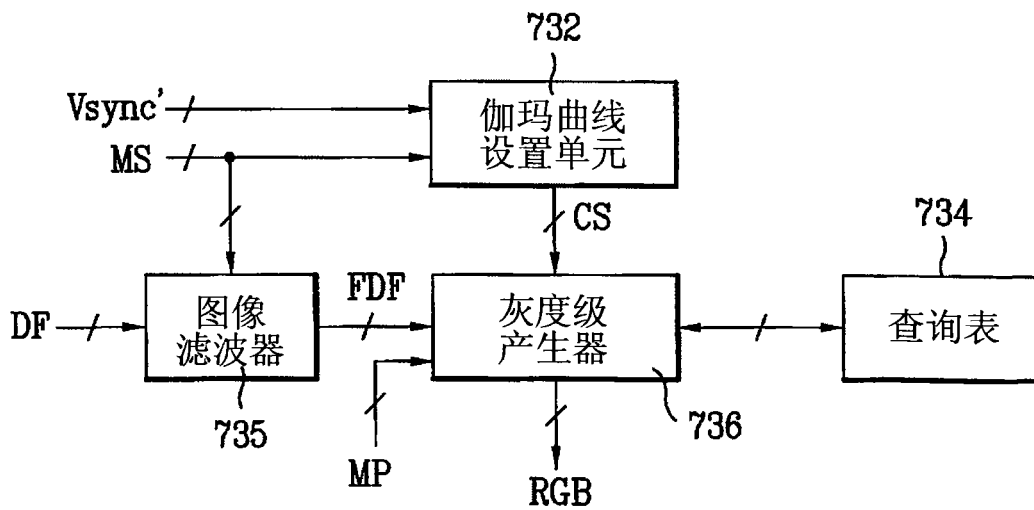 732
Vsync'
伽玛曲线
设置单元
MS
CS
734
DF
图像
滤波器
FDF
灰度级
产生器
查询表
735
736
MP
RGB